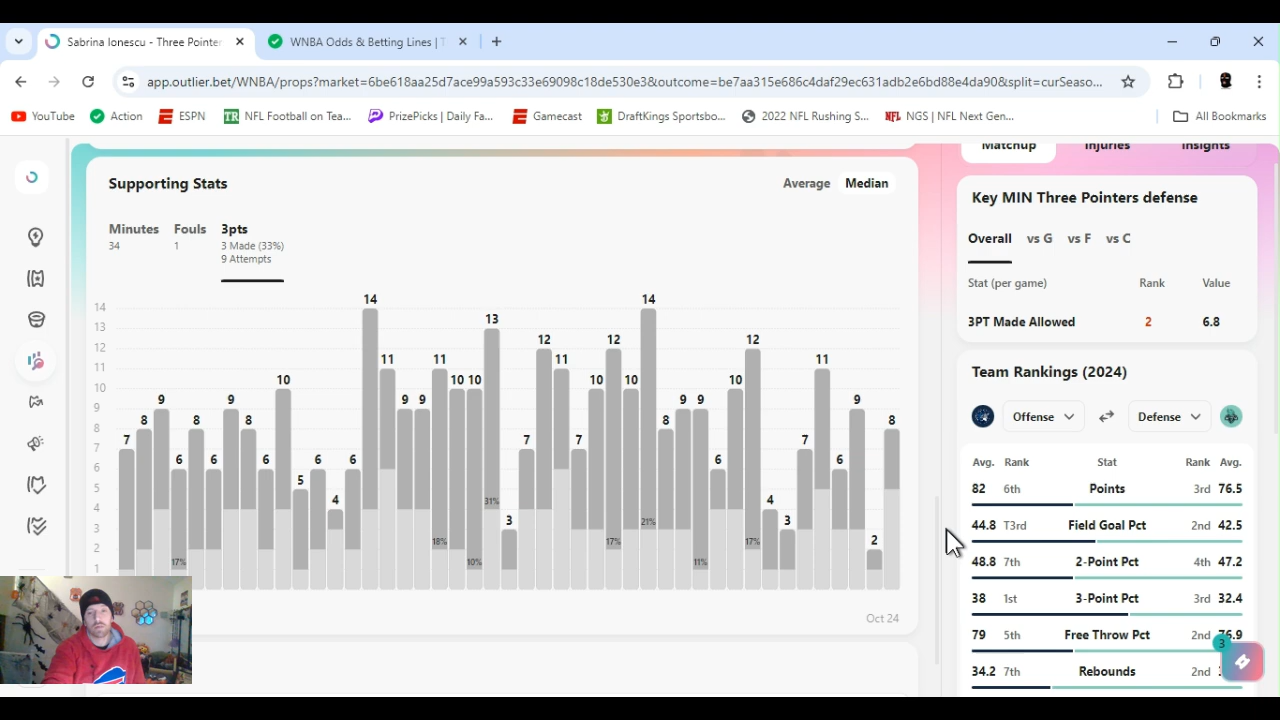 Sabrina Ionescu - Three Pointer
WNBA Odds & Betting Lines | T
app.outlier.bet/WNBA/props?market=6be618aa25d7ace99a593c33e69098c18de530e3&outcome=be7aa315e686c4daf29ec631adb2e6bd88e4da90&split=curSeaso...
YouTube Action ESPN NFL Football on Tea... PrizePicks | Daily Fa... Gamecast DraftKings Sportsbo... 2022 NFL Rushing S... NGS | NFL Next Gen... All Bookmarks
Supporting Stats
Average Median
Minutes Fouls 3pts
34 1 3 Made (33%)
9 Attempts
14
13
12
11
10
9
8
7
6
5
4
3
2
1
7 8 9 6 8 6 9 8 6 10 5 6 4 6 14 11 9 9 11 10 10 13 3 7 12 11 7 10 12 10 14 8 9 9 6 10 12 4 3 7 11 6 9 2 8
17% 18% 10% 31% 17% 21% 11% 17%
Oct 24
Matchup Injuries Insights
Key MIN Three Pointers defense
Overall vs G vs F vs C
Stat (per game) Rank Value
3PT Made Allowed 2 6.8
Team Rankings (2024)
Offense Defense
Avg. Rank Stat Rank Avg.
82 6th Points 3rd 76.5
44.8 T3rd Field Goal Pct 2nd 42.5
48.8 7th 2-Point Pct 4th 47.2
38 1st 3-Point Pct 3rd 32.4
79 5th Free Throw Pct 2nd 76.9
3
34.2 7th Rebounds 2nd